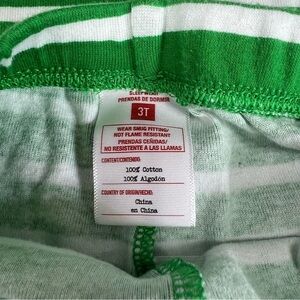 SLEEPWEAR
PRENDAS DE DORMIR
3T
WEAR SNUG FITTING/
NOT FLAME RESISTANT
PRENDAS CEÑIDAS/
NO RESISTENTE A LAS LLAMAS
CONTENT/CONTENIDO:
100% Cotton
100% Algodón
COUNTRY OF ORIGIN/HECHO:
China
en China